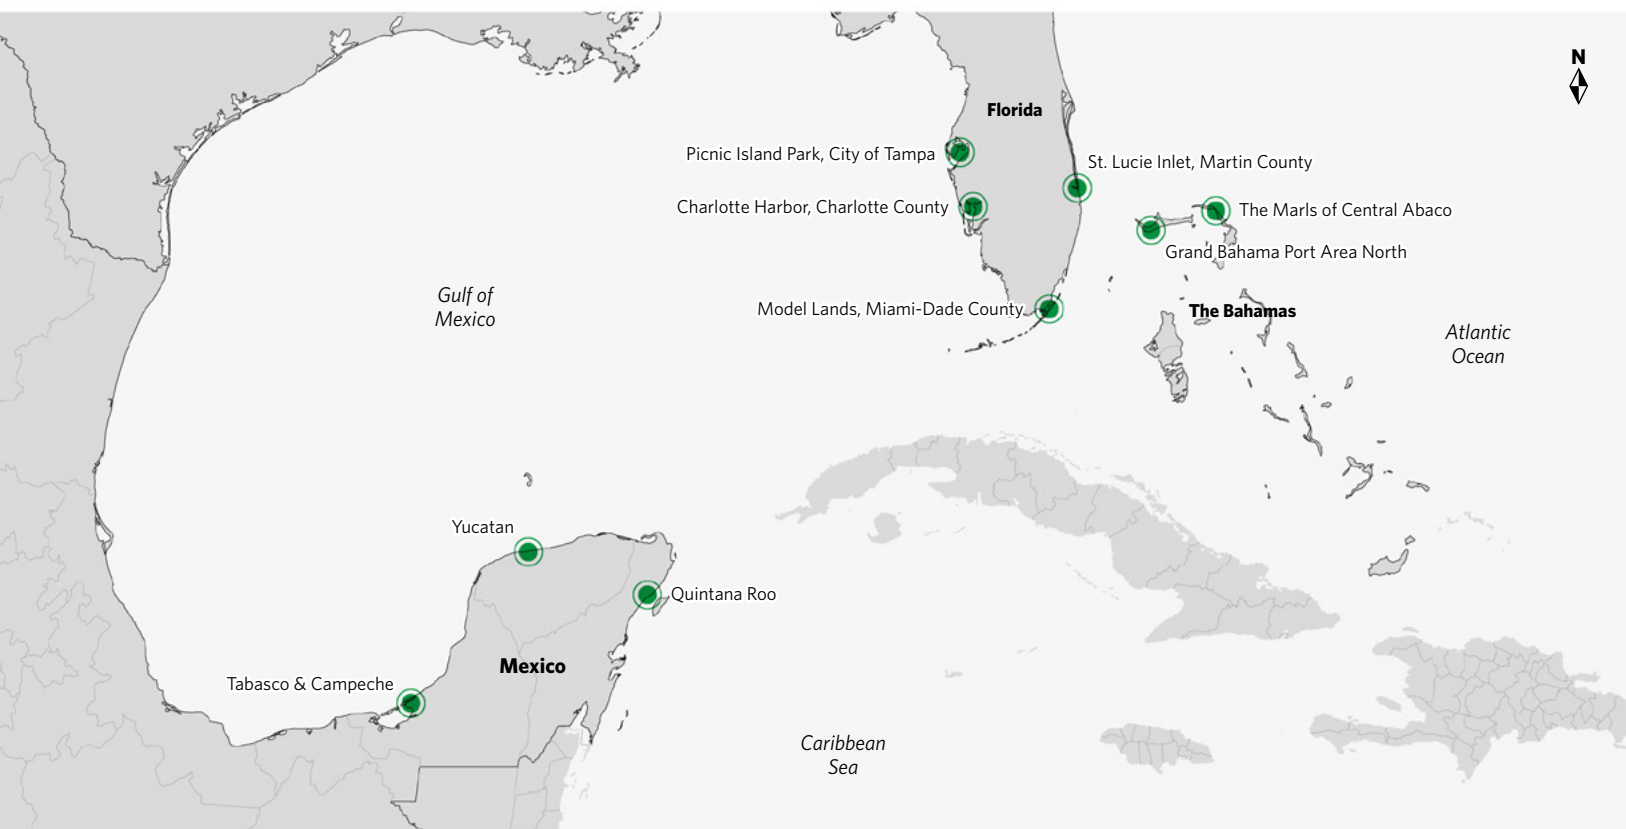 N
Florida
Picnic Island Park, City of Tampa
St. Lucie Inlet, Martin County
Charlotte Harbor, Charlotte County
The Marls of Central Abaco
Grand Bahama Port Area North
Gulf of
Mexico
Model Lands, Miami-Dade County
The Bahamas
Atlantic
Ocean
Yucatan
Quintana Roo
Mexico
Tabasco & Campeche
Caribbean
Sea